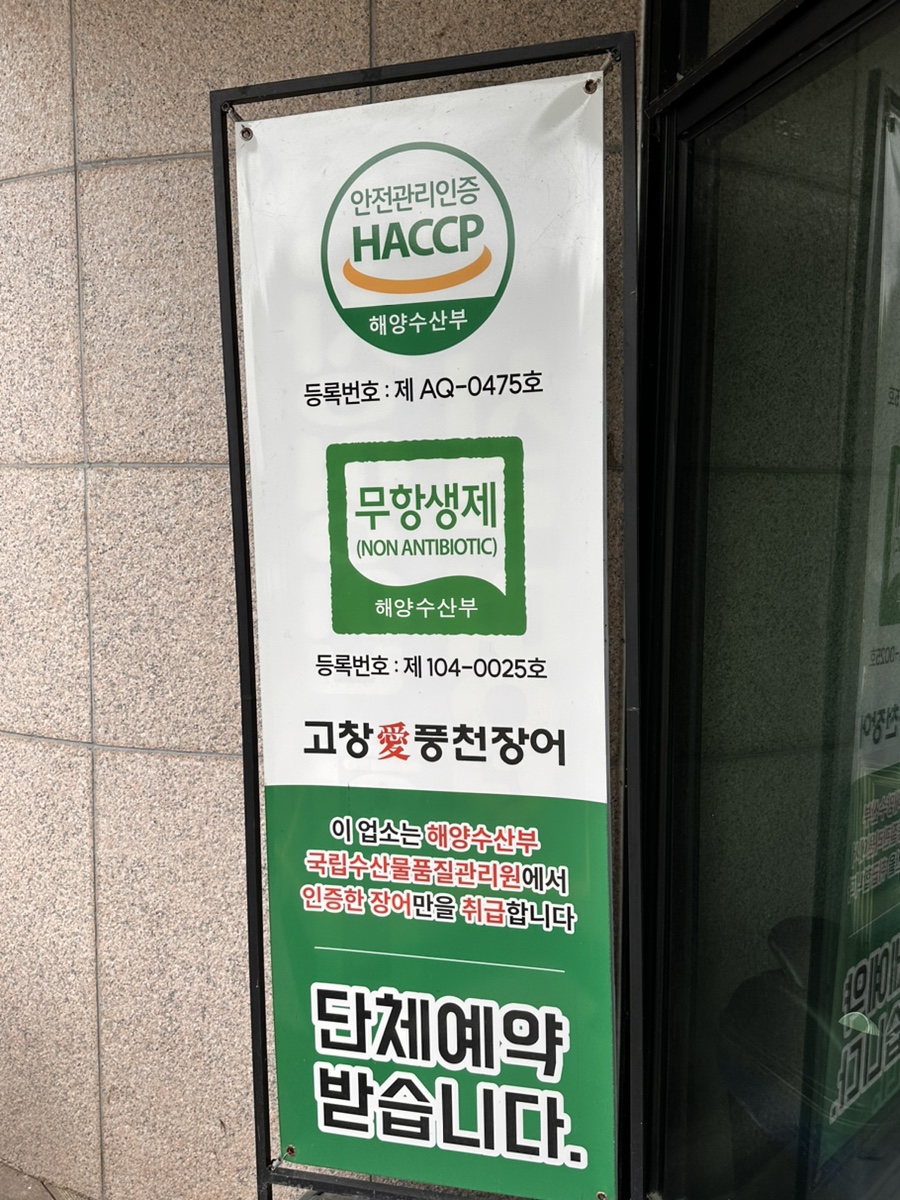 안전관리인증
HACCP
해양수산부
등록번호 : 제 AQ-0475호
무항생제
(NON ANTIBIOTIC)
해양수산부
등록번호 : 제 104-0025호
고창愛풍천장어
이 업소는 해양수산부
국립수산물품질관리원에서
인증한 장어만을 취급합니다
단체예약
받습니다.